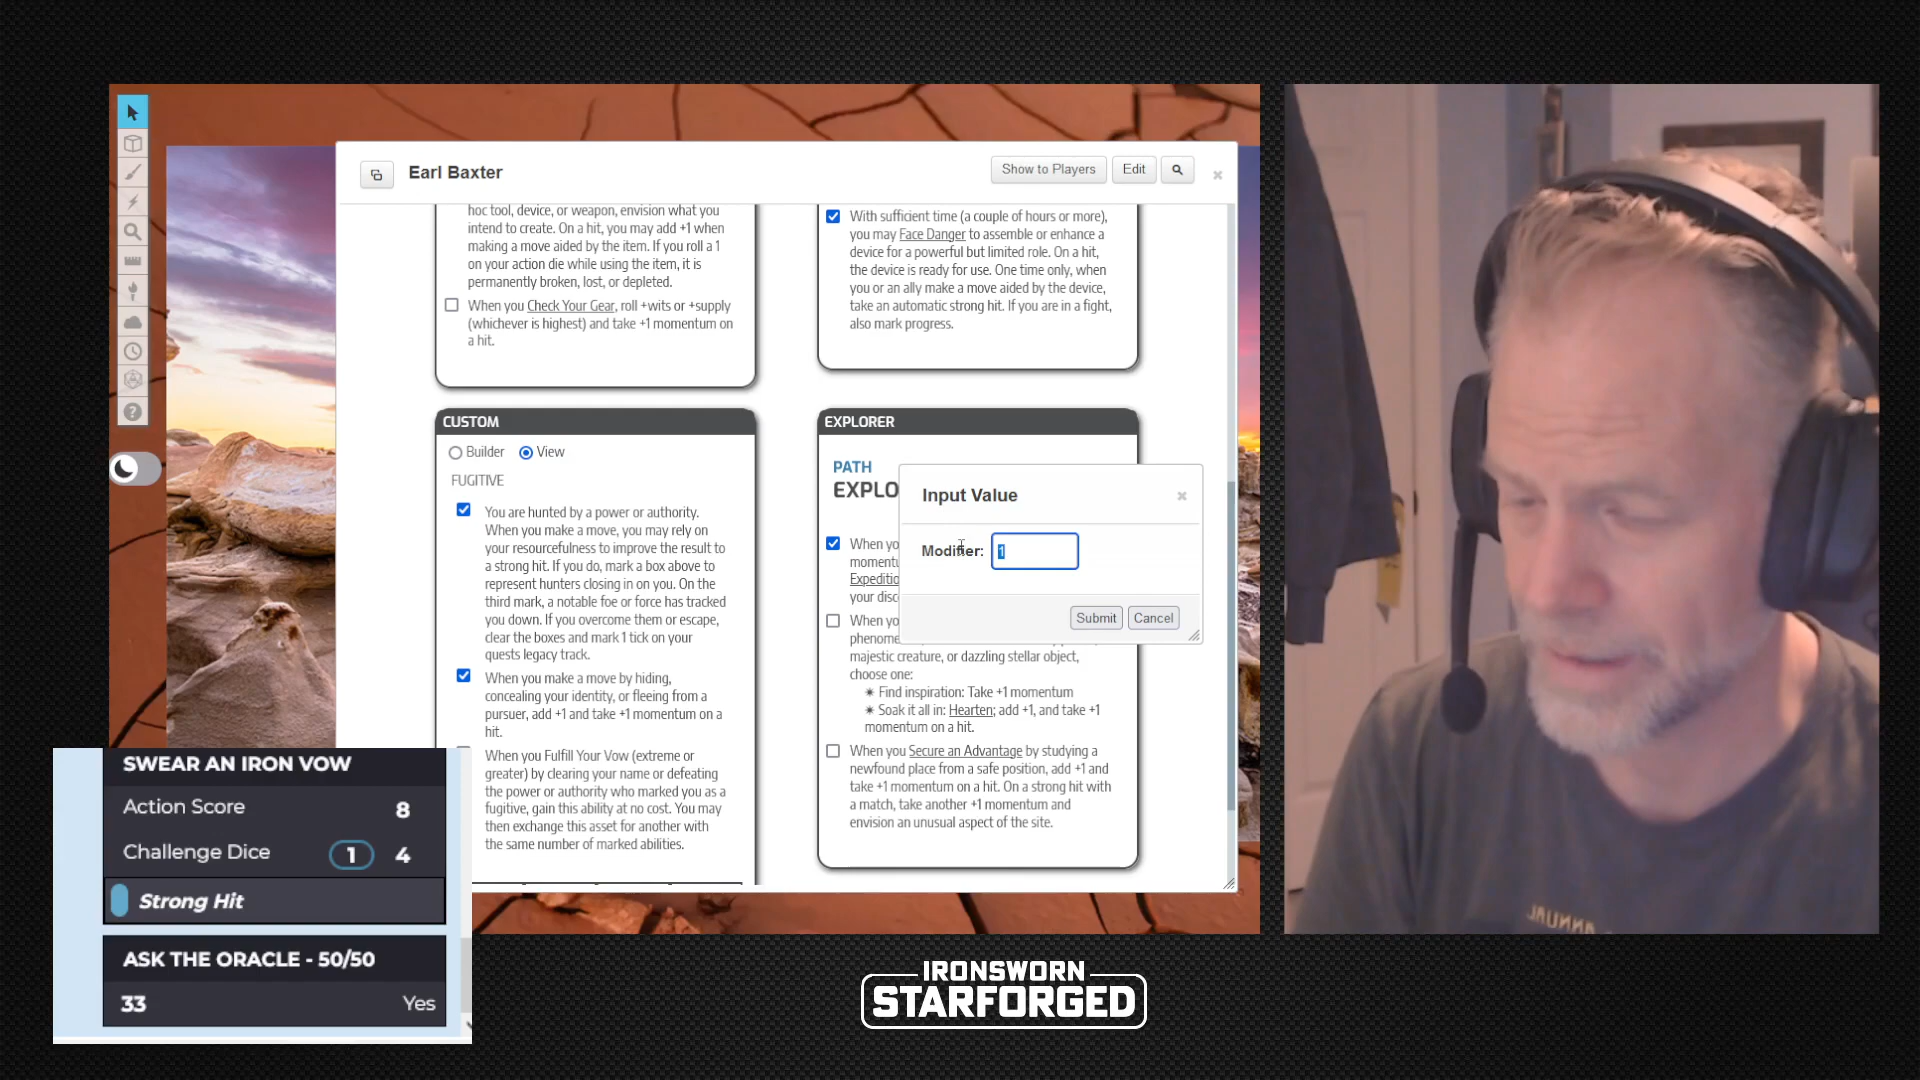 Earl Baxter
Show to Players
Edit
hoc tool, device, or weapon, envision what you
intend to create. On a hit, you may add +1 when
making a move aided by the item. If you roll a 1
on your action die while using the item, it is
permanently broken, lost, or depleted.
When you Check Your Gear, roll +wits or +supply
(whichever is highest) and take +1 momentum on
a hit.
With sufficient time (a couple of hours or more),
you may Face Danger to assemble or enhance a
device for a powerful but limited role. On a hit,
the device is ready for use. One time only, when
you or an ally make a move aided by the device,
take an automatic strong hit. If you are in a fight,
also mark progress.
CUSTOM
Builder View
FUGITIVE
You are hunted by a power or authority.
When you make a move, you may rely on
your resourcefulness to improve the result to
a strong hit. If you do, mark a box above to
represent hunters closing in on you. On the
third mark, a notable foe or force has tracked
you down. If you overcome them or escape,
clear the boxes and mark 1 tick on your
quests legacy track.
When you make a move by hiding,
concealing your identity, or fleeing from a
pursuer, add +1 and take +1 momentum on a
hit.
When you Fulfill Your Vow (extreme or
greater) by clearing your name or defeating
the power or authority who marked you as a
fugitive, gain this ability at no cost. You may
then exchange this asset for another with
the same number of marked abilities.
EXPLORER
PATH
EXPLO
When yo
moment
Expeditio
your disc
When yo
phenome
majestic creature, or dazzling stellar object,
choose one:
✴ Find inspiration: Take +1 momentum
✴ Soak it all in: Hearten; add +1, and take +1
momentum on a hit.
When you Secure an Advantage by studying a
newfound place from a safe position, add +1 and
take +1 momentum on a hit. On a strong hit with
a match, take another +1 momentum and
envision an unusual aspect of the site.
Input Value
Modifier: 1
Submit Cancel
SWEAR AN IRON VOW
Action Score 8
Challenge Dice 1 4
Strong Hit
ASK THE ORACLE - 50/50
33 Yes
IRONSWORN
STARFORGED
ANNUAL